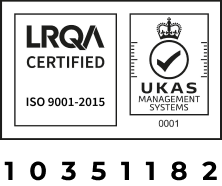 LRQA
CERTIFIED
ISO 9001-2015
UKAS
MANAGEMENT
SYSTEMS
0001
10351182